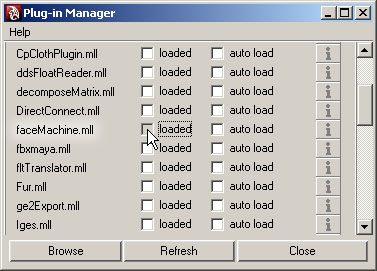 Plug-in Manager
Help
CpClothPlugin.mll loaded auto load i
ddsFloatReader.mll loaded auto load i
decomposeMatrix.mll loaded auto load i
DirectConnect.mll loaded auto load i
faceMachine.mll loaded auto load i
fbxmaya.mll loaded auto load i
fltTranslator.mll loaded auto load i
Fur.mll loaded auto load i
ge2Export.mll loaded auto load i
Iges.mll loaded auto load i
Browse Refresh Close